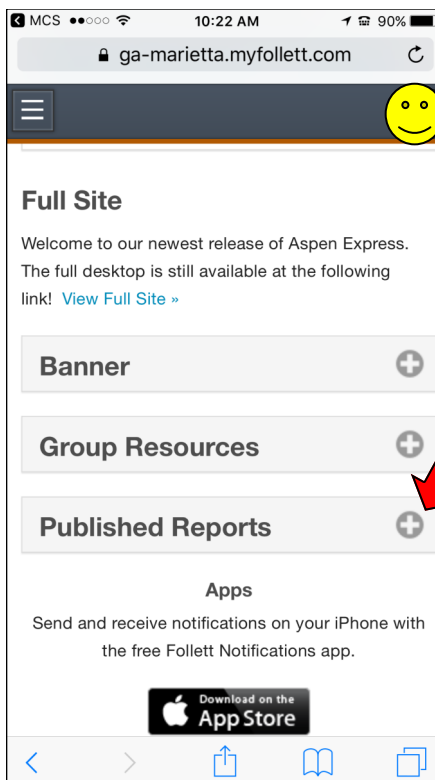 MCS 10:22 AM 90%
ga-marietta.myfollett.com
Full Site
Welcome to our newest release of Aspen Express.
The full desktop is still available at the following
link! View Full Site »
Banner
Group Resources
Published Reports
Apps
Send and receive notifications on your iPhone with
the free Follett Notifications app.
Download on the
App Store